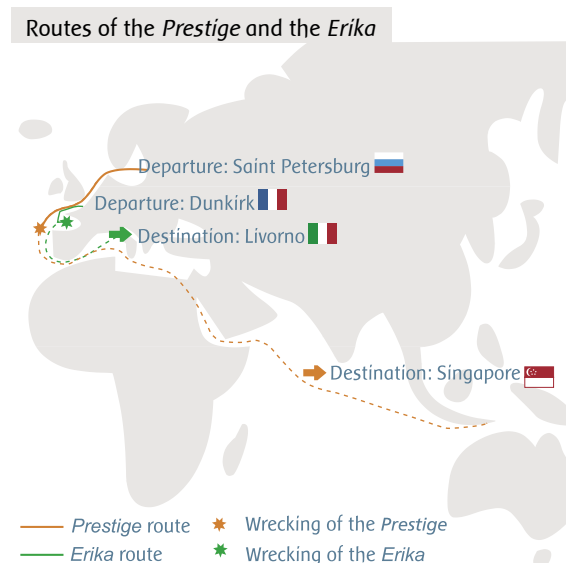 Routes of the Prestige and the Erika
Departure: Saint Petersburg
Departure: Dunkirk
Destination: Livorno
Destination: Singapore
Prestige route
Wrecking of the Prestige
Erika route
Wrecking of the Erika